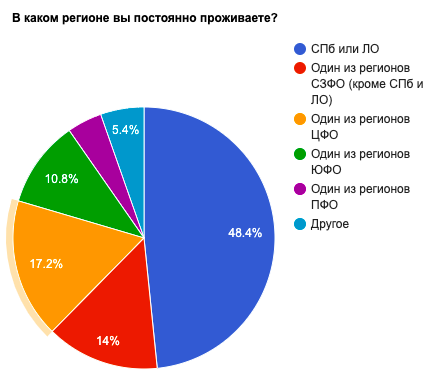 В каком регионе вы постоянно проживаете?
СПб или ЛО
Один из регионов
СЗФО (кроме СПб и
ЛО)
Один из регионов
ЦФО
Один из регионов
ЮФО
Один из регионов
ПФО
Другое
5.4%
10.8%
48.4%
17.2%
14%